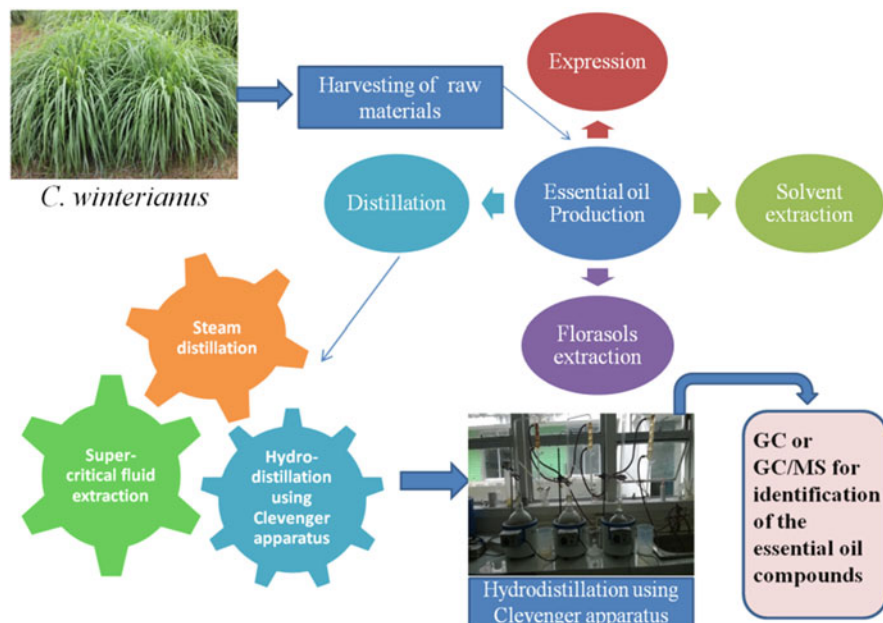 C. winterianus
Harvesting of raw
materials
Expression
Distillation
Essential oil
Production
Solvent
extraction
Florasols
extraction
Steam
distillation
Super-
critical fluid
extraction
Hydro-
distillation
using
Clevenger
apparatus
Hydrodistillation using
Clevenger apparatus
GC or
GC/MS for
identification
of the
essential oil
compounds